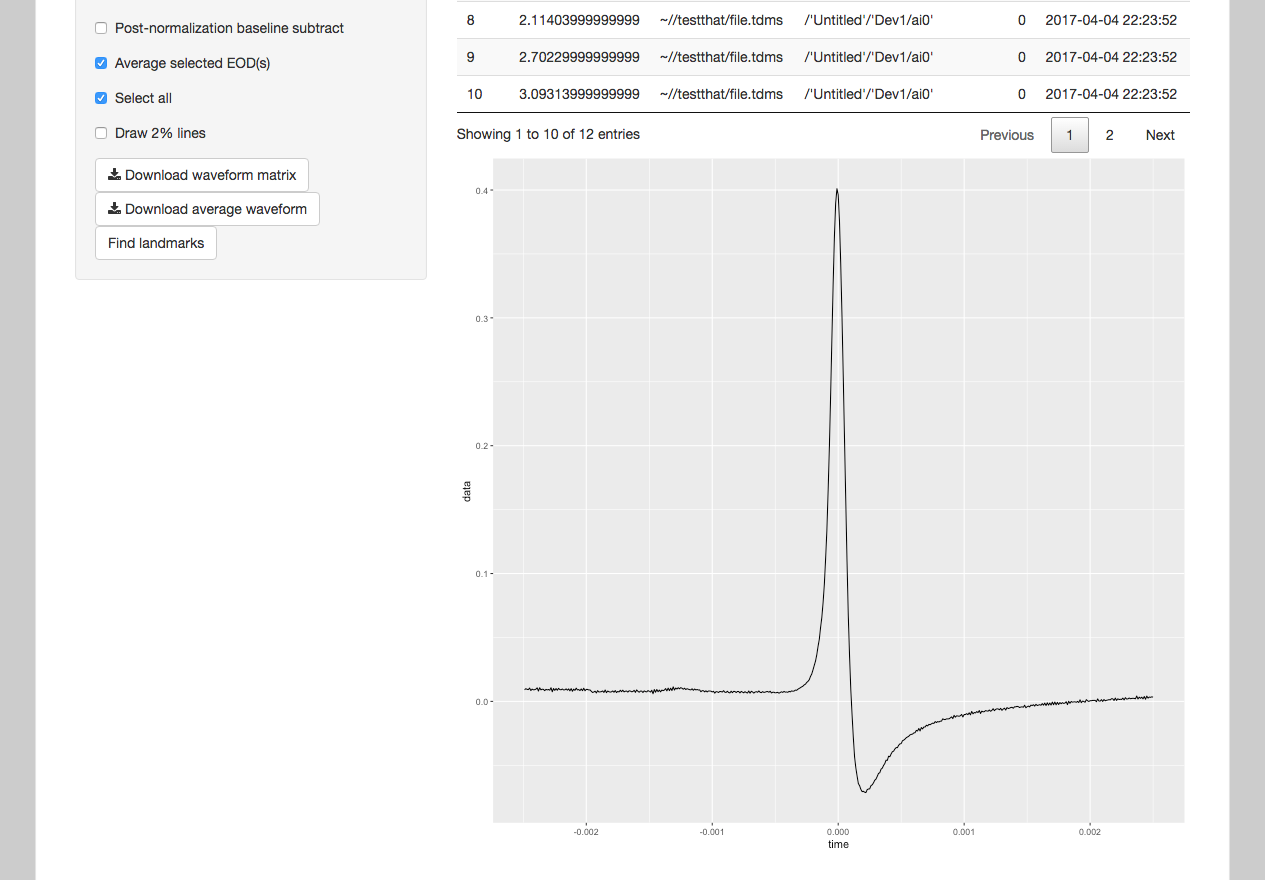 Post-normalization baseline subtract
Average selected EOD(s)
Select all
Draw 2% lines
Download waveform matrix
Download average waveform
Find landmarks
8 2.11403999999999 ~//testthat/file.tdms /'Untitled'/'Dev1/ai0' 0 2017-04-04 22:23:52
9 2.70229999999999 ~//testthat/file.tdms /'Untitled'/'Dev1/ai0' 0 2017-04-04 22:23:52
10 3.09313999999999 ~//testthat/file.tdms /'Untitled'/'Dev1/ai0' 0 2017-04-04 22:23:52
Showing 1 to 10 of 12 entries Previous 1 2 Next
0.4
0.3
0.2
data
0.1
0.0
-0.002 -0.001 0.000 0.001 0.002
time